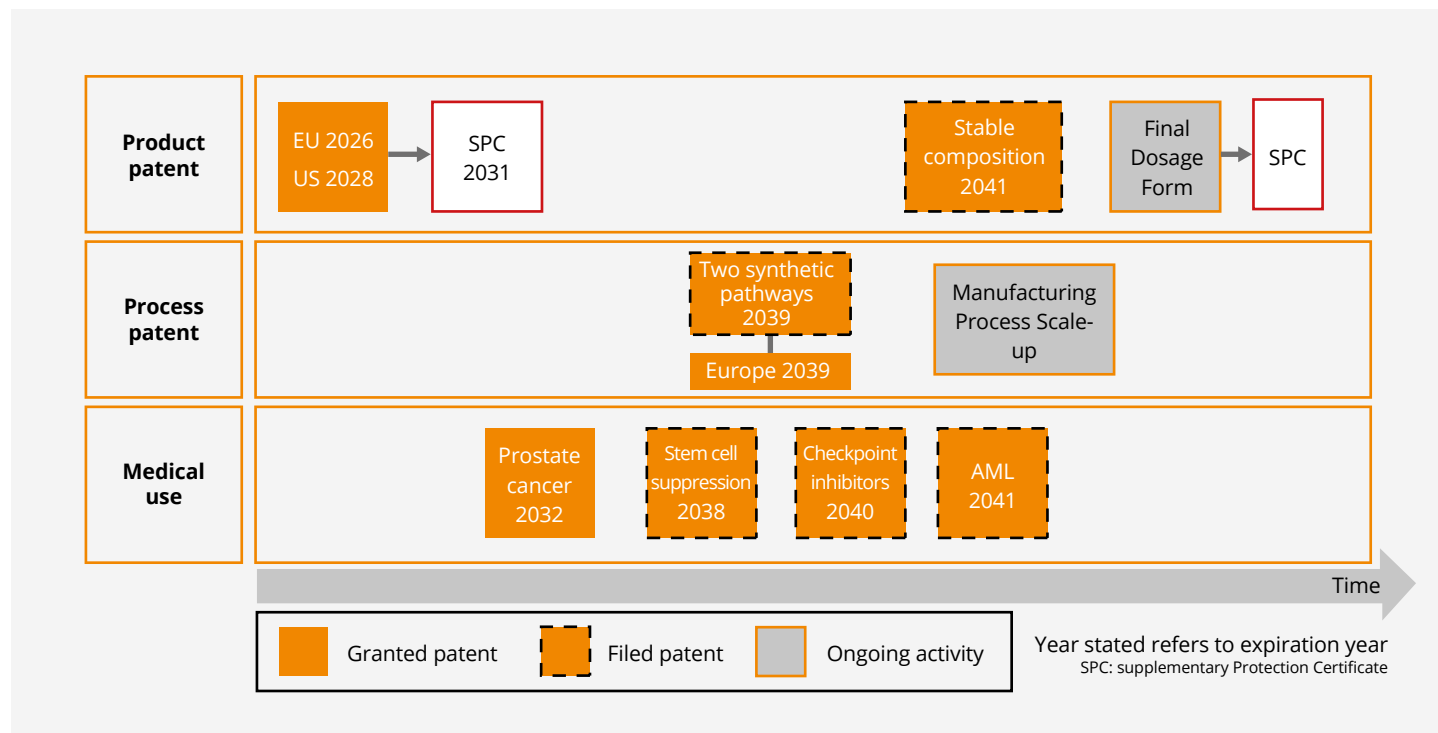 Product
patent
EU 2026
US 2028
SPC
2031
Stable
composition
2041
Final
Dosage
Form
SPC
Process
patent
Two synthetic
pathways
2039
Europe 2039
Manufacturing
Process Scale-
up
Medical
use
Prostate
cancer
2032
Stem cell
suppression
2038
Checkpoint
inhibitors
2040
AML
2041
Time
Granted patent
Filed patent
Ongoing activity
Year stated refers to expiration year
SPC: supplementary Protection Certificate